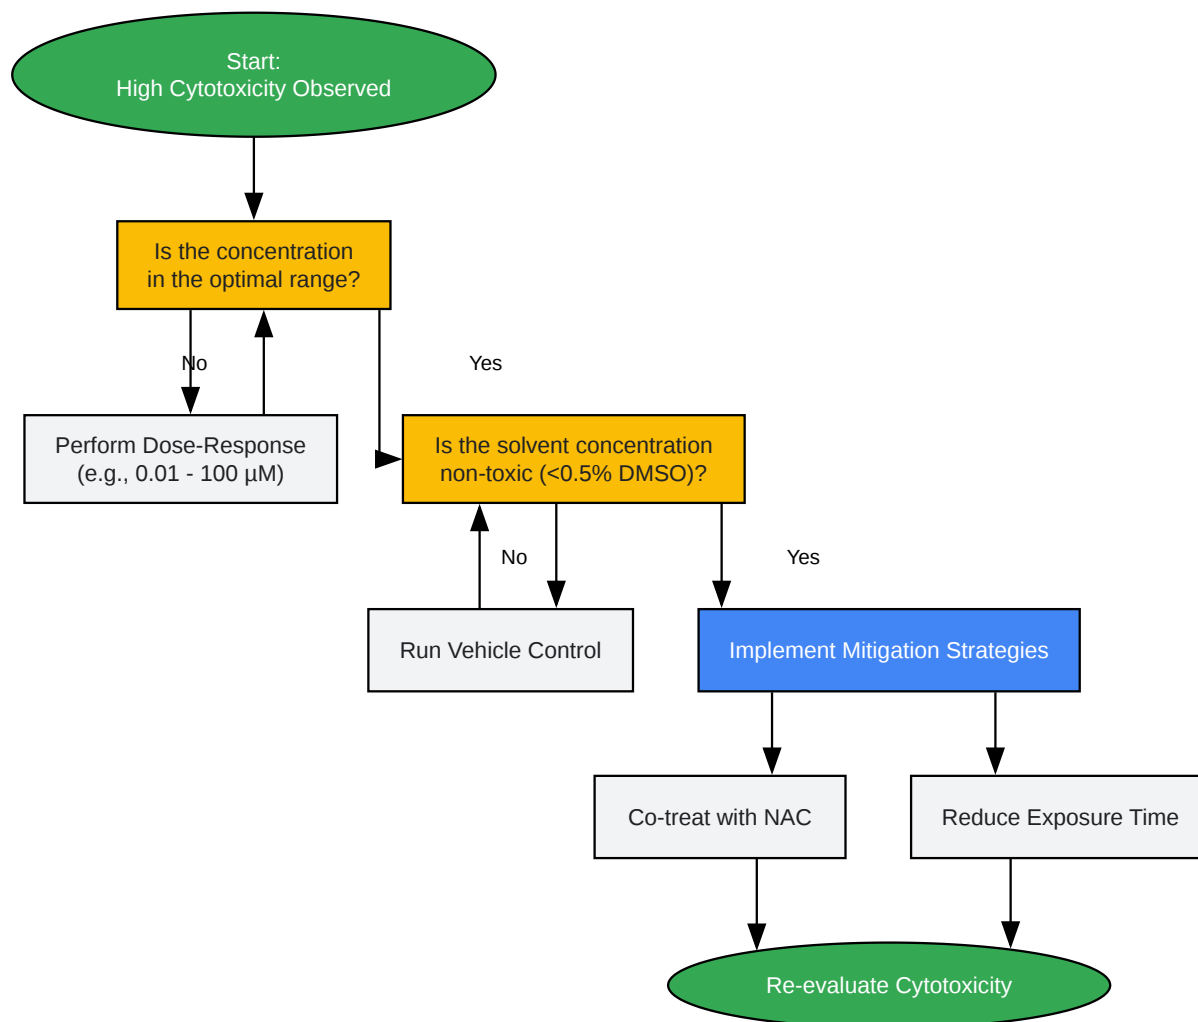 Start:
High Cytotoxicity Observed
Is the concentration
in the optimal range?
No
Yes
Perform Dose-Response
(e.g., 0.01 - 100 µM)
Is the solvent concentration
non-toxic (<0.5% DMSO)?
No
Yes
Run Vehicle Control
Implement Mitigation Strategies
Co-treat with NAC
Reduce Exposure Time
Re-evaluate Cytotoxicity